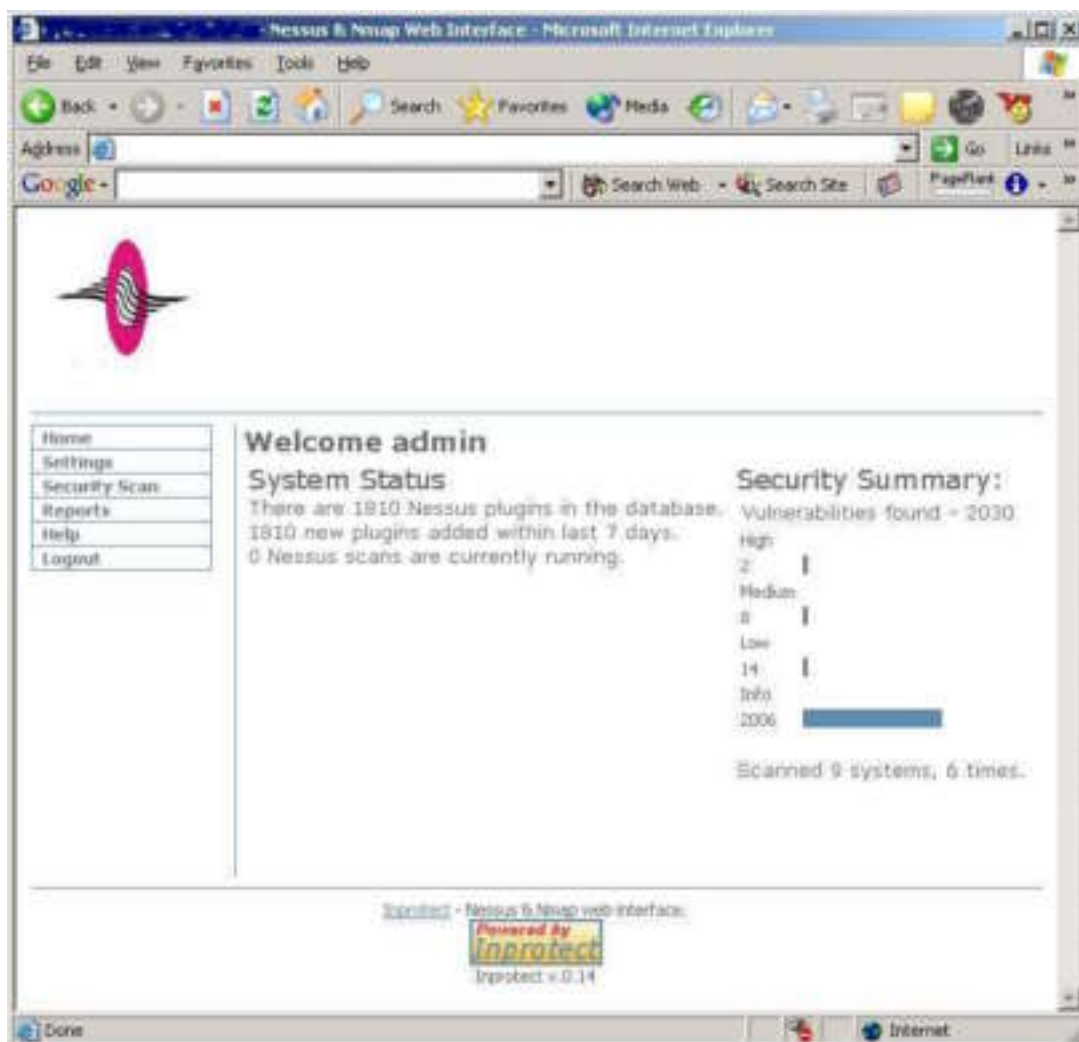 - Nessus & Nmap Web Interface - Microsoft Internet Explorer
File Edit View Favorites Tools Help
Back Search Favorites Media
Address Go Links
Google Search Web Search Site PageRank
Home
Settings
Security Scan
Reports
Help
Logout
Welcome admin
System Status
There are 1810 Nessus plugins in the database.
1810 new plugins added within last 7 days.
0 Nessus scans are currently running.
Security Summary:
Vulnerabilities found - 2030
High
2
Medium
8
Low
14
Info
2006
Scanned 9 systems, 6 times.
Inprotect - Nessus & Nmap web interface.
Powered by
Inprotect
Inprotect v.0.14
Done Internet